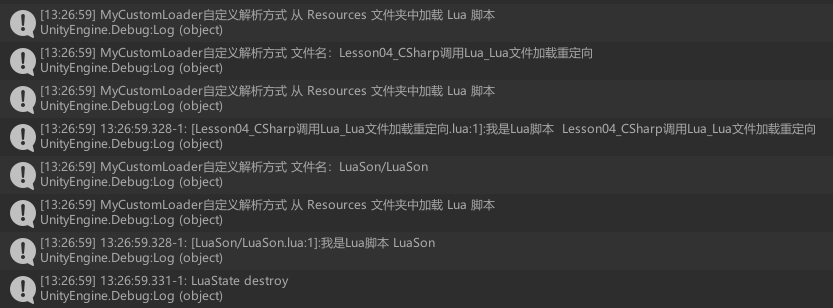 [13:26:59] MyCustomLoader自定义解析方式 从 Resources 文件夹中加载 Lua 脚本
UnityEngine.Debug:Log (object)
[13:26:59] MyCustomLoader自定义解析方式 文件名：Lesson04_CSharp调用Lua_Lua文件加载重定向
UnityEngine.Debug:Log (object)
[13:26:59] MyCustomLoader自定义解析方式 从 Resources 文件夹中加载 Lua 脚本
UnityEngine.Debug:Log (object)
[13:26:59] 13:26:59.328-1: [Lesson04_CSharp调用Lua_Lua文件加载重定向.lua:1]:我是Lua脚本  Lesson04_CSharp调用Lua_Lua文件加载重定向
UnityEngine.Debug:Log (object)
[13:26:59] MyCustomLoader自定义解析方式 文件名：LuaSon/LuaSon
UnityEngine.Debug:Log (object)
[13:26:59] MyCustomLoader自定义解析方式 从 Resources 文件夹中加载 Lua 脚本
UnityEngine.Debug:Log (object)
[13:26:59] 13:26:59.328-1: [LuaSon/LuaSon.lua:1]:我是Lua脚本 LuaSon
UnityEngine.Debug:Log (object)
[13:26:59] 13:26:59.331-1: LuaState destroy
UnityEngine.Debug:Log (object)